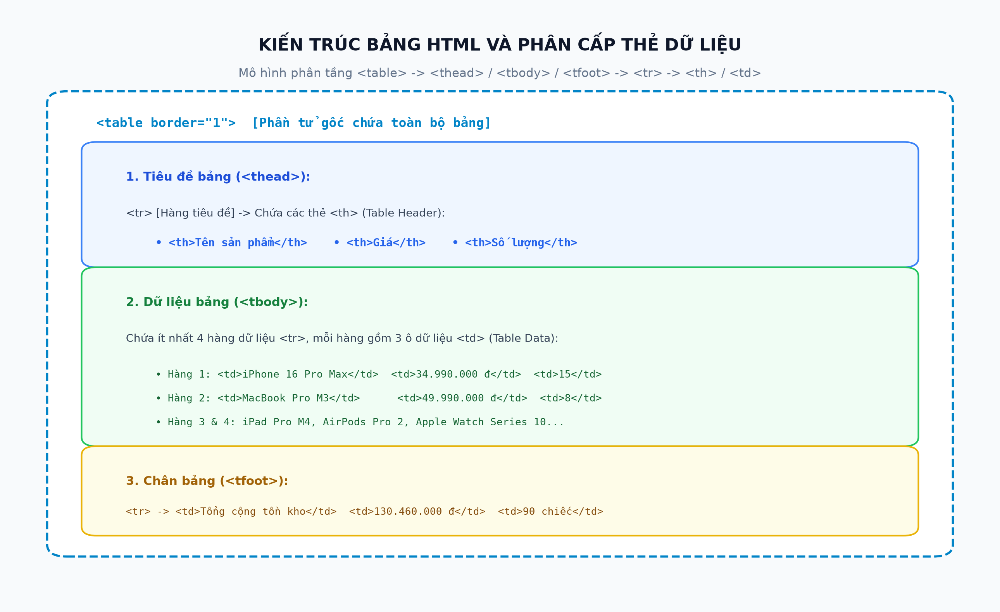 KIẾN TRÚC BẢNG HTML VÀ PHÂN CẤP THẺ DỮ LIỆU
Mô hình phân tầng <table> -> <thead> / <tbody> / <tfoot> -> <tr> -> <th> / <td>
<table border="1">  [Phần tử gốc chứa toàn bộ bảng]
1. Tiêu đề bảng (<thead>):
<tr> [Hàng tiêu đề] -> Chứa các thẻ <th> (Table Header):
• <th>Tên sản phẩm</th>    • <th>Giá</th>    • <th>Số lượng</th>
2. Dữ liệu bảng (<tbody>):
Chứa ít nhất 4 hàng dữ liệu <tr>, mỗi hàng gồm 3 ô dữ liệu <td> (Table Data):
• Hàng 1: <td>iPhone 16 Pro Max</td>  <td>34.990.000 đ</td>  <td>15</td>
• Hàng 2: <td>MacBook Pro M3</td>      <td>49.990.000 đ</td>  <td>8</td>
• Hàng 3 & 4: iPad Pro M4, AirPods Pro 2, Apple Watch Series 10...
3. Chân bảng (<tfoot>):
<tr> -> <td>Tổng cộng tồn kho</td>  <td>130.460.000 đ</td>  <td>90 chiếc</td>